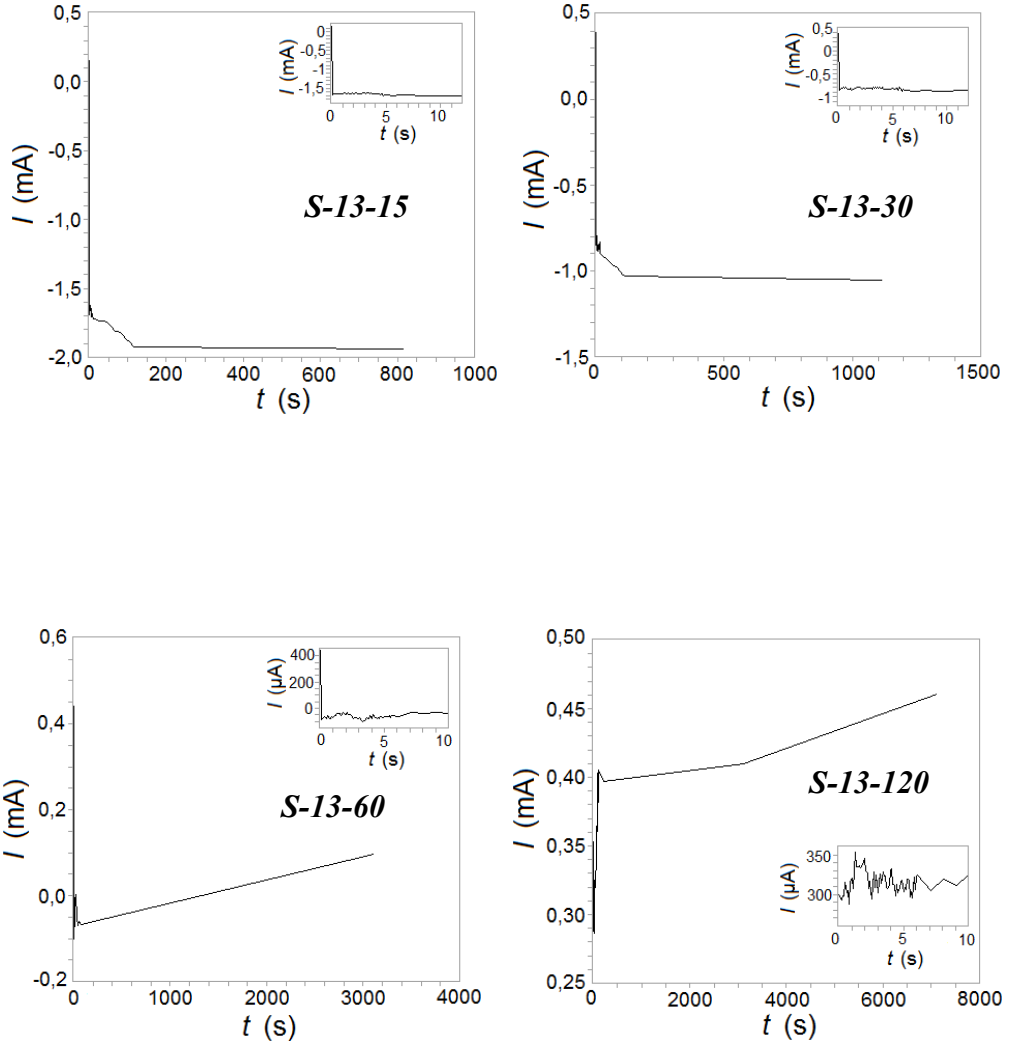 0,5
0,0
-0,5
-1,0
-1,5
-2,0
I (mA)
0 200 400 600 800 1000
t (s)
0
-0,5
-1
-1,5
I (mA)
0 5 10
t (s)
S-13-15
0,5
0,0
-0,5
-1,0
-1,5
I (mA)
0 500 1000 1500
t (s)
0,5
0
-0,5
-1
I (mA)
0 5 10
t (s)
S-13-30
0,6
0,4
0,2
0,0
-0,2
I (mA)
0 1000 2000 3000 4000
t (s)
400
200
0
I (µA)
0 5 10
t (s)
S-13-60
0,50
0,45
0,40
0,35
0,30
0,25
I (mA)
0 2000 4000 6000 8000
t (s)
S-13-120
350
300
I (µA)
0 5 10
t (s)